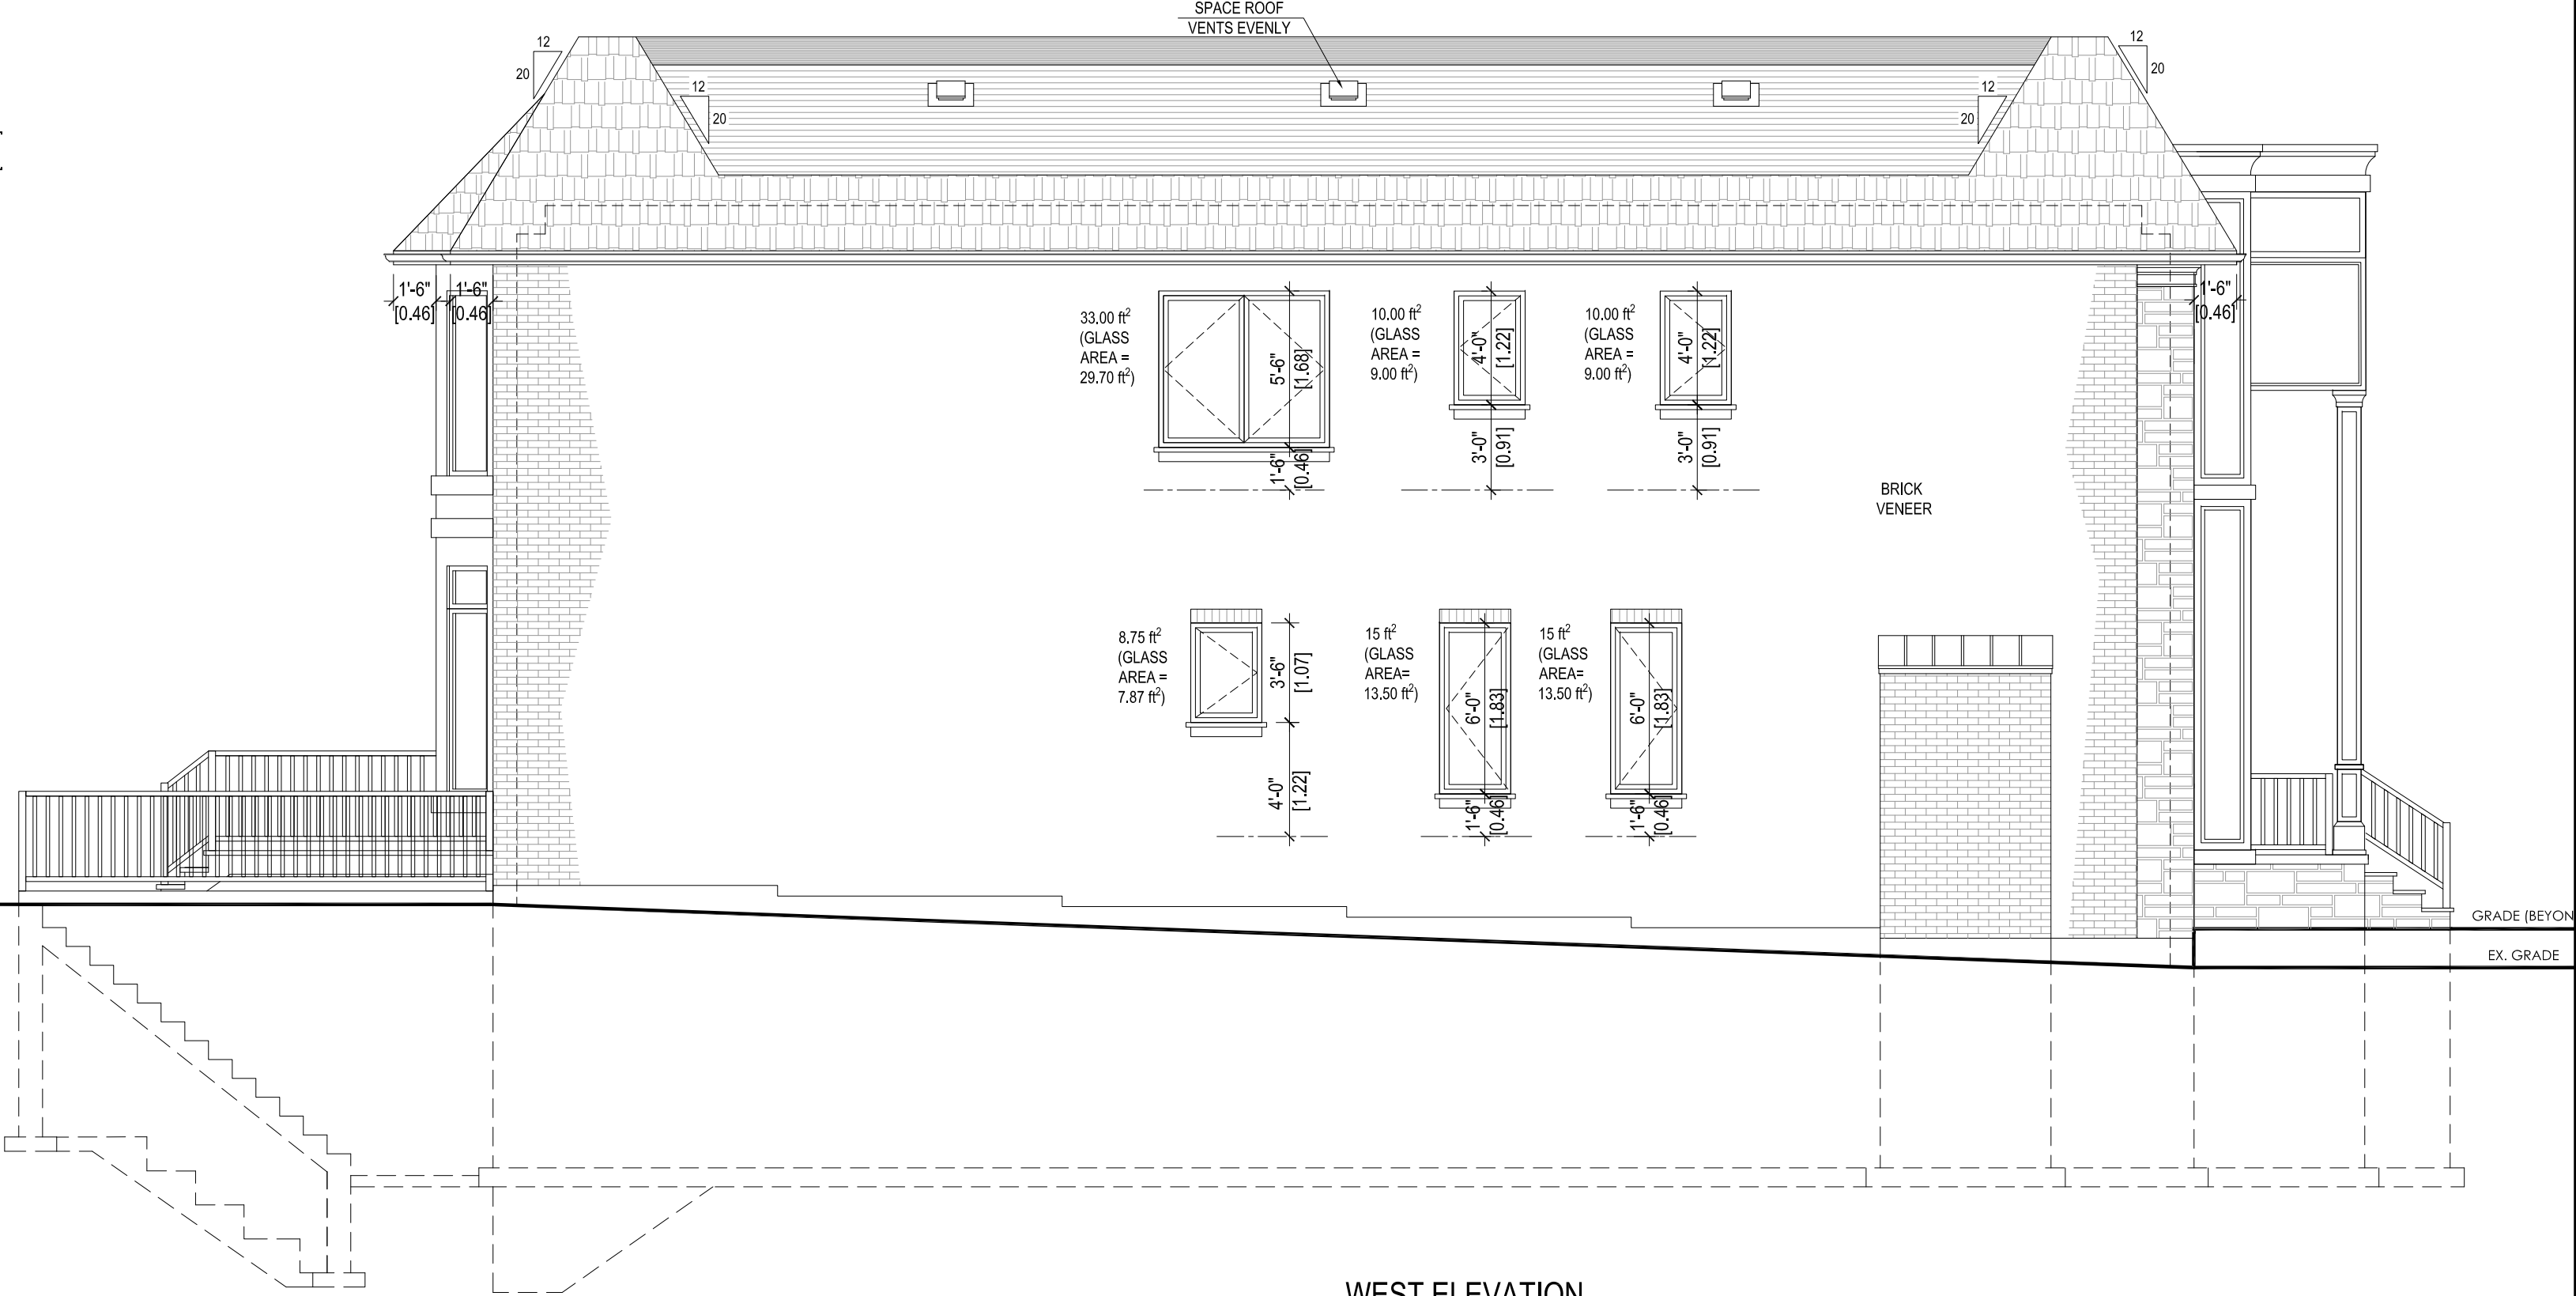 SPACE ROOF
VENTS EVENLY
12
20
12
20
12
20
12
20
1'-6"
[0.46]
1'-6"
[0.46]
33.00 ft²
(GLASS
AREA =
29.70 ft²)
5'-6"
[1.68]
1'-6"
[0.46]
10.00 ft²
(GLASS
AREA =
9.00 ft²)
4'-0"
[1.22]
3'-0"
[0.91]
10.00 ft²
(GLASS
AREA =
9.00 ft²)
4'-0"
[1.22]
3'-0"
[0.91]
1'-6"
[0.46]
BRICK
VENEER
8.75 ft²
(GLASS
AREA =
7.87 ft²)
3'-6"
[1.07]
4'-0"
[1.22]
15 ft²
(GLASS
AREA=
13.50 ft²)
6'-0"
[1.83]
1'-6"
[0.46]
15 ft²
(GLASS
AREA=
13.50 ft²)
6'-0"
[1.83]
1'-6"
[0.46]
GRADE (BEYON
EX. GRADE
WEST ELEVATION